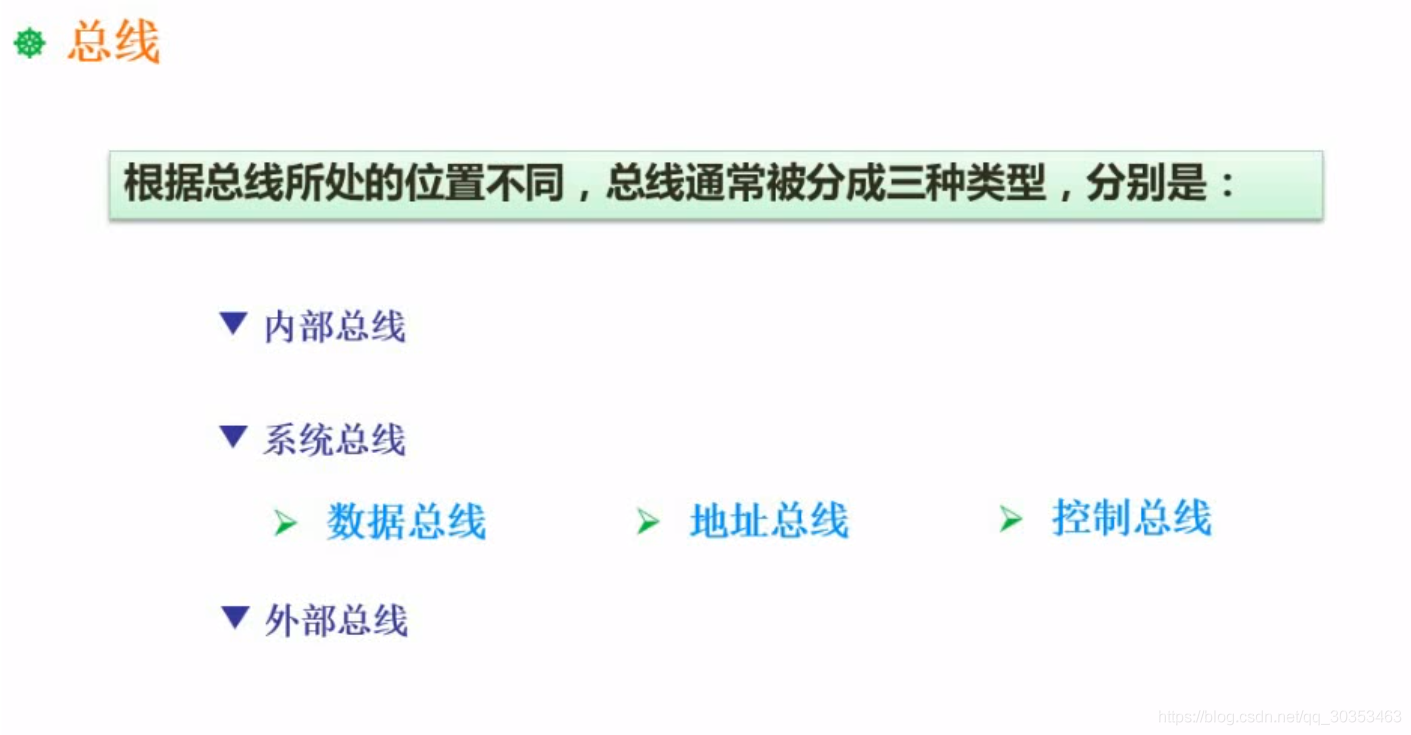 总线
根据总线所处的位置不同，总线通常被分成三种类型，分别是：
内部总线
系统总线
数据总线 地址总线 控制总线
外部总线
https://blog.csdn.net/qq_30353463